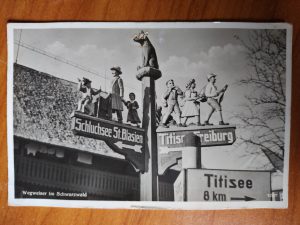 Schluchsee St. Blasien
Titisee Freiburg
Titisee
8 km
Wegweiser im Schwarzwald